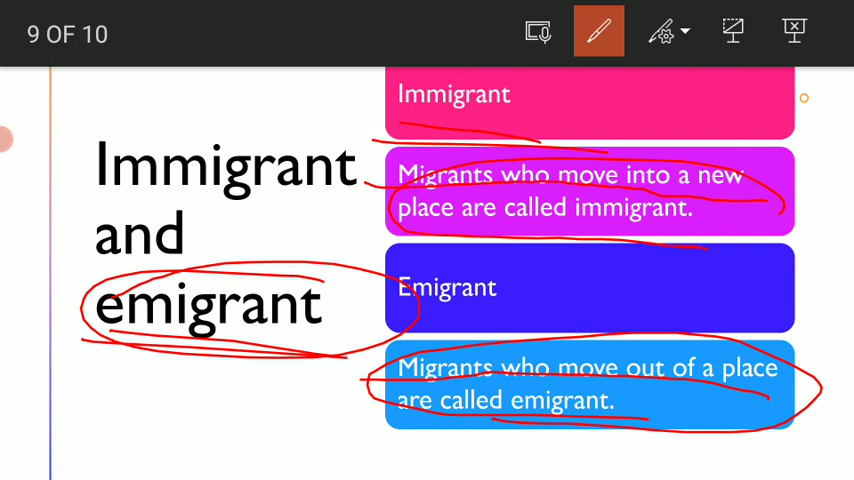 9 OF 10
Immigrant
and
emigrant
Immigrant
Migrants who move into a new
place are called immigrant.
Emigrant
Migrants who move out of a place
are called emigrant.